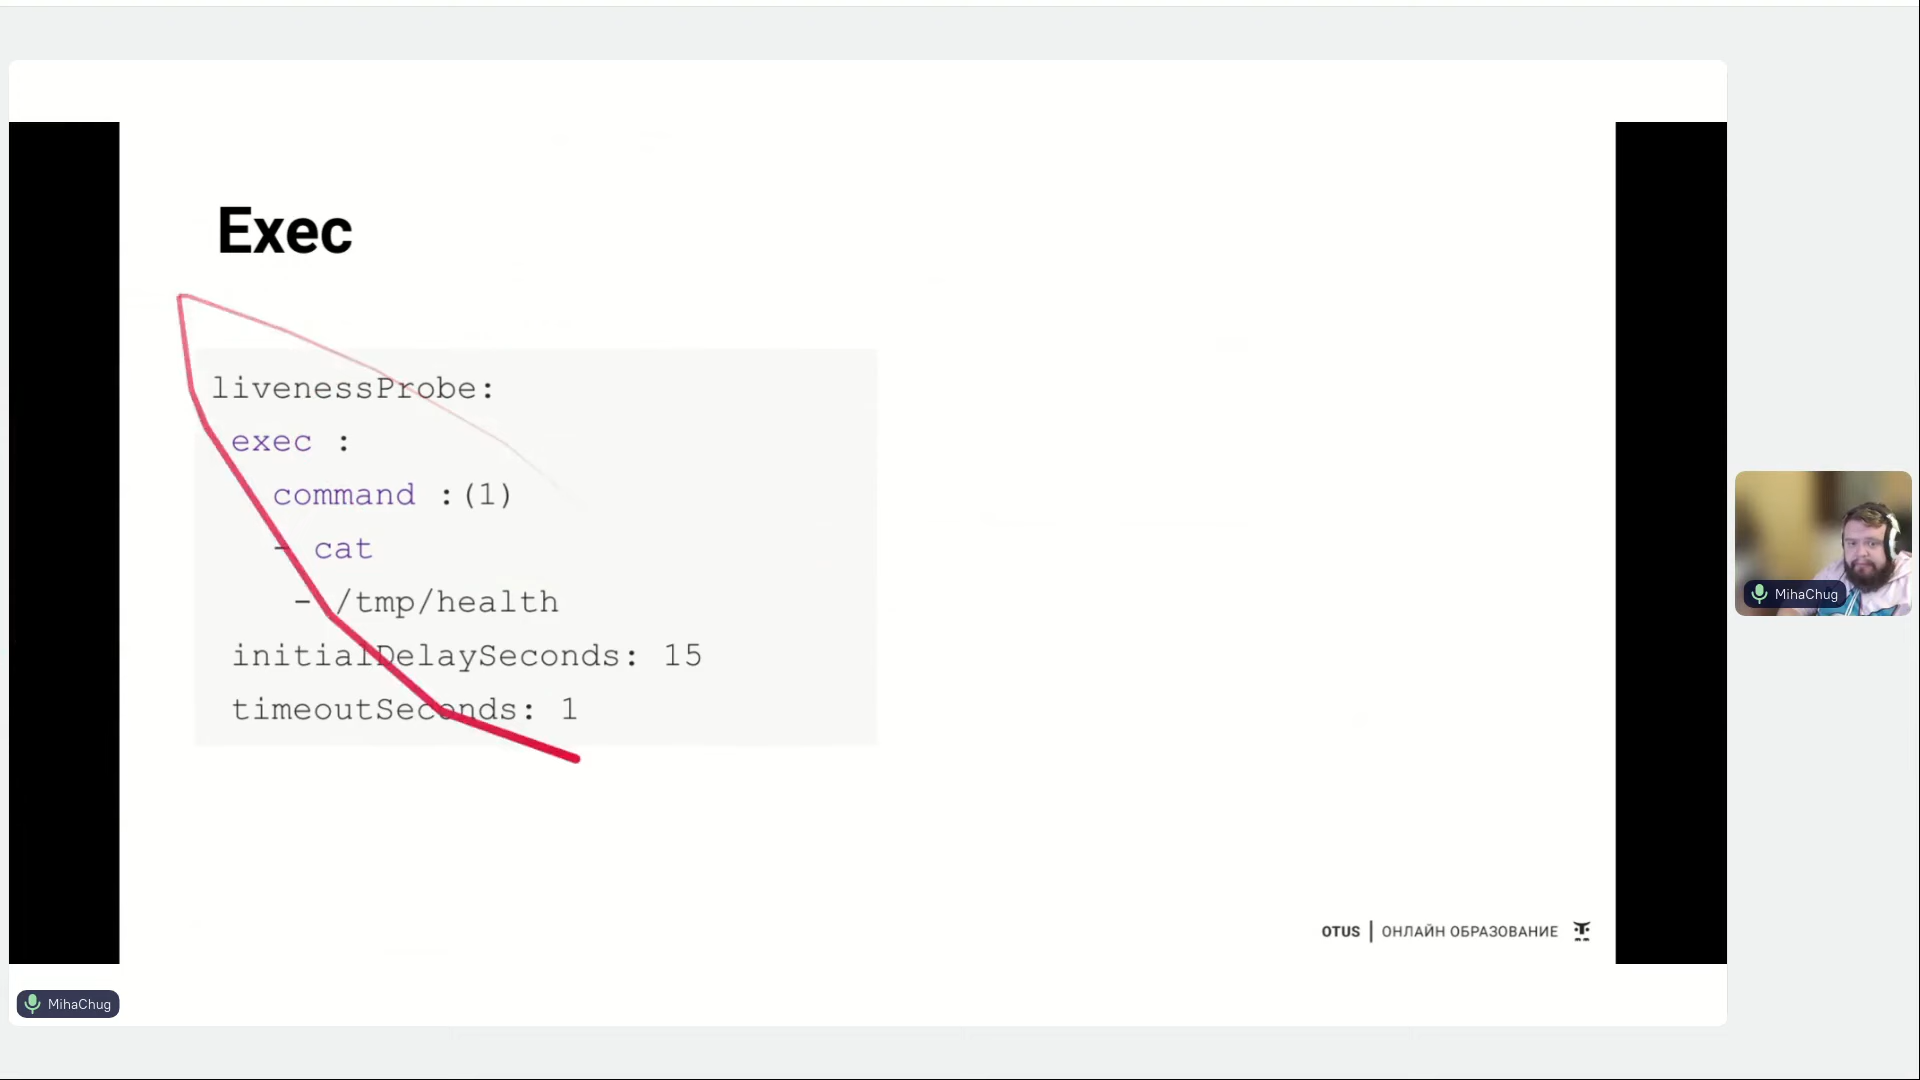 Exec
livenessProbe:
exec :
command :(1)
- cat
- /tmp/health
initialDelaySeconds: 15
timeoutSeconds: 1
OTUS | ОНЛАЙН ОБРАЗОВАНИЕ
MihaChug
MihaChug